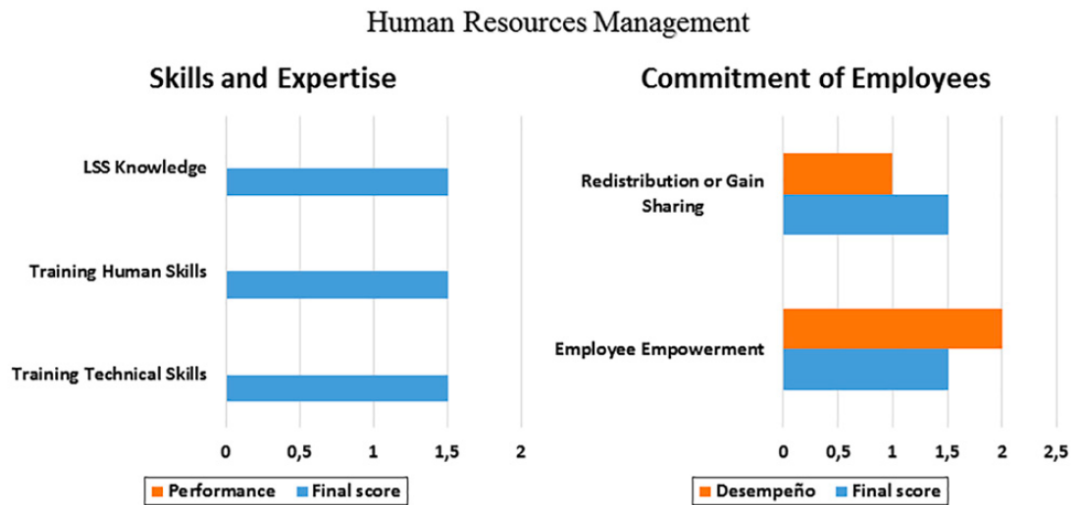 Human Resources Management
Skills and Expertise
LSS Knowledge
Training Human Skills
Training Technical Skills
0 0,5 1 1,5 2
Performance Final score
Commitment of Employees
Redistribution or Gain
Sharing
Employee Empowerment
0 0,5 1 1,5 2 2,5
Desempeño Final score